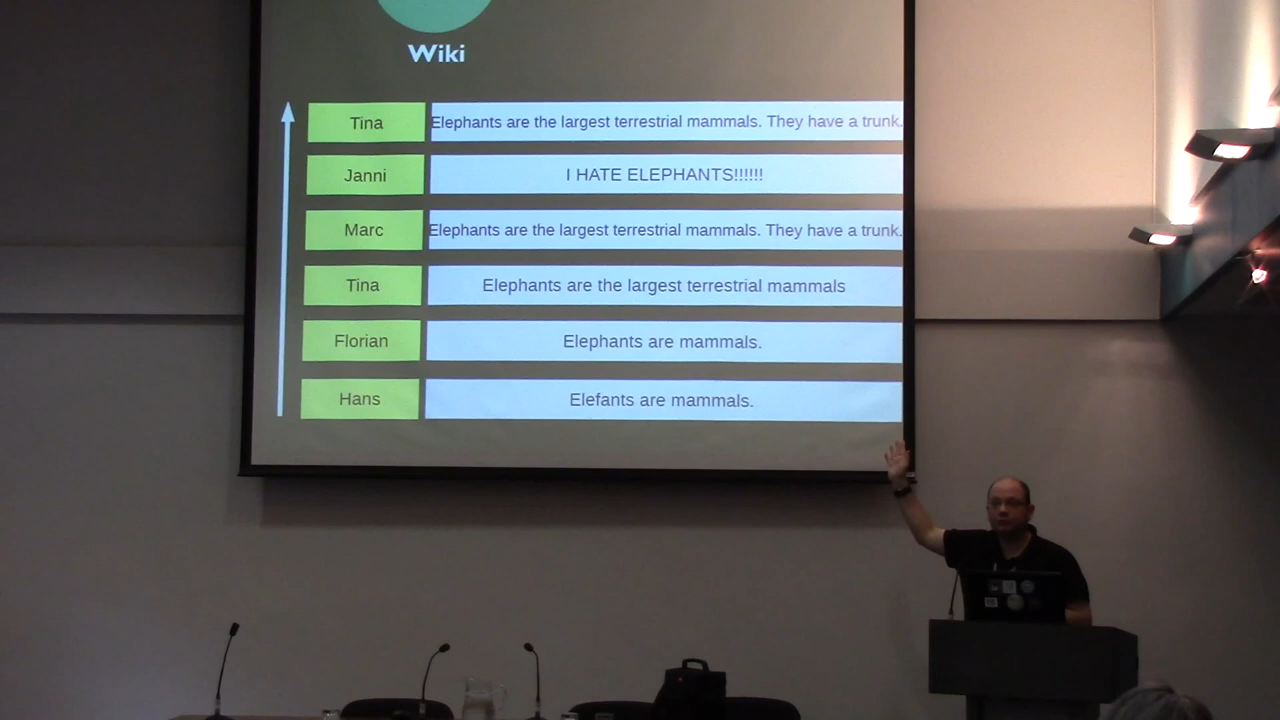 Wiki
Tina Elephants are the largest terrestrial mammals. They have a trunk.
Janni I HATE ELEPHANTS!!!!!!
Marc Elephants are the largest terrestrial mammals. They have a trunk.
Tina Elephants are the largest terrestrial mammals
Florian Elephants are mammals.
Hans Elefants are mammals.